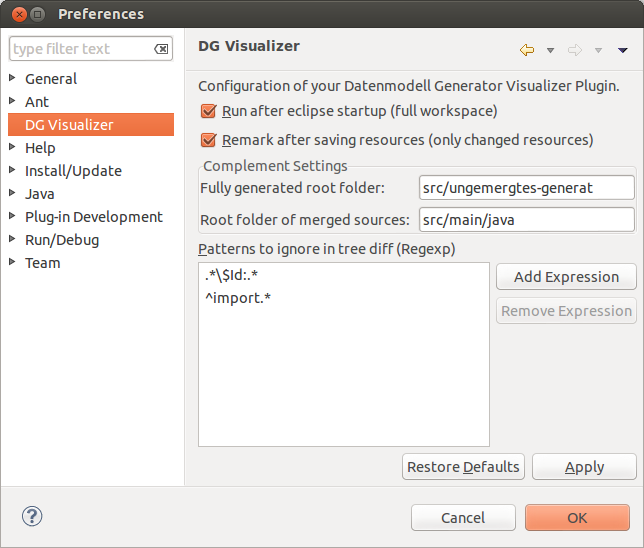 Preferences
type filter text
General
Ant
DG Visualizer
Help
Install/Update
Java
Plug-in Development
Run/Debug
Team
DG Visualizer
Configuration of your Datenmodell Generator Visualizer Plugin.
Run after eclipse startup (full workspace)
Remark after saving resources (only changed resources)
Complement Settings
Fully generated root folder: src/ungemergtes-generat
Root folder of merged sources: src/main/java
Patterns to ignore in tree diff (Regexp)
.*\$Id:.*
^import.*
Add Expression
Remove Expression
Restore Defaults Apply
? Cancel OK